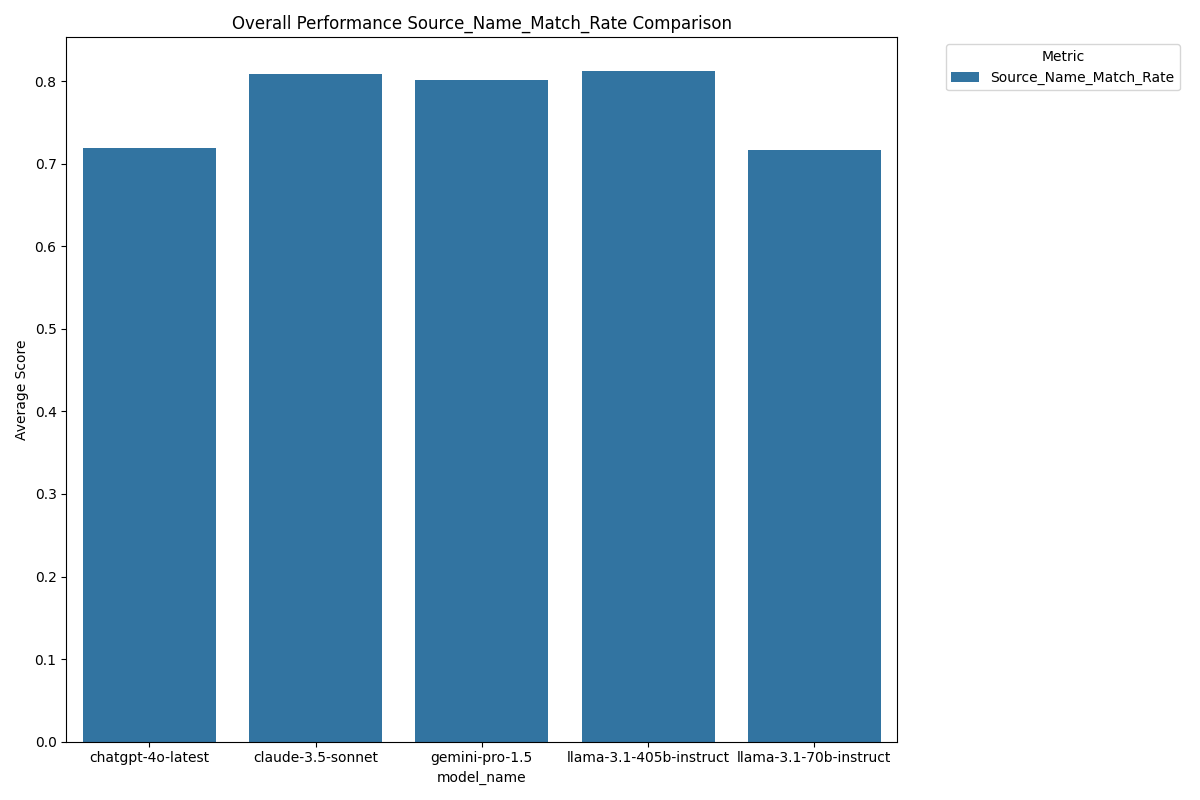 Overall Performance Source_Name_Match_Rate Comparison
Metric
Source_Name_Match_Rate
Average Score
0.8
0.7
0.6
0.5
0.4
0.3
0.2
0.1
0.0
chatgpt-4o-latest claude-3.5-sonnet gemini-pro-1.5 llama-3.1-405b-instruct llama-3.1-70b-instruct
model_name